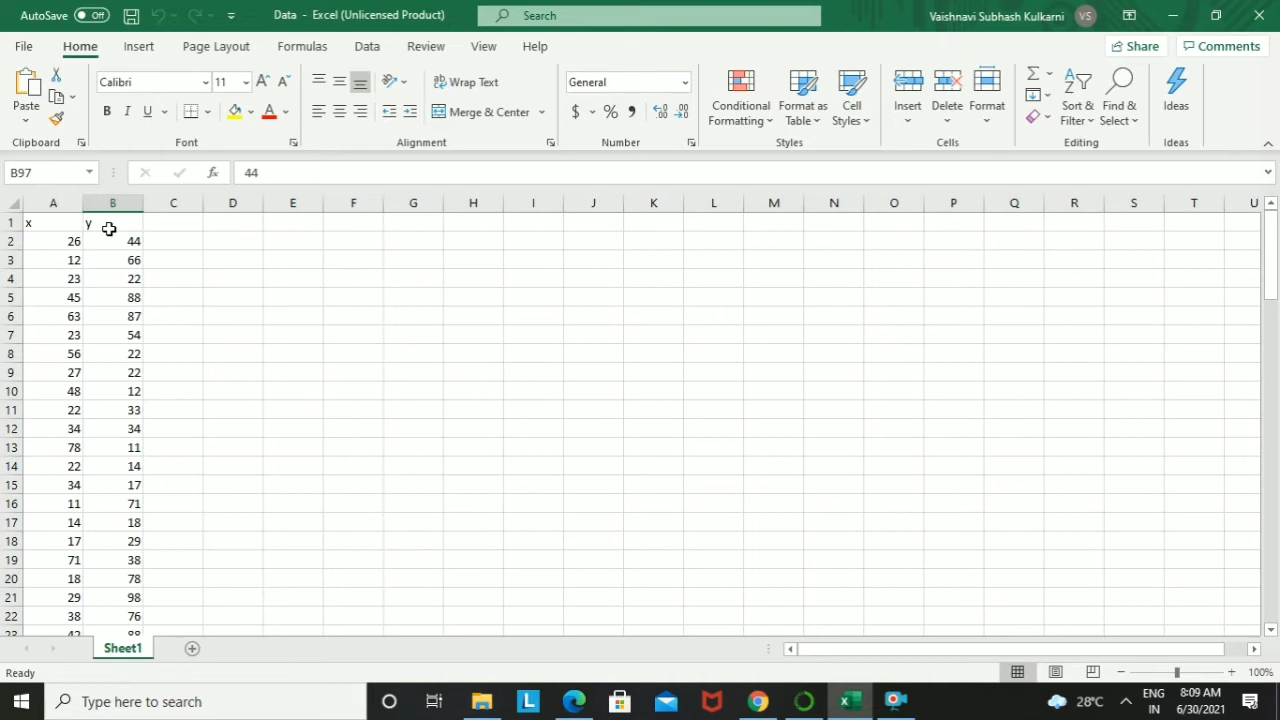 AutoSave Off Data - Excel (Unlicensed Product) Search Vaishnavi Subhash Kulkarni VS
File Home Insert Page Layout Formulas Data Review View Help Share Comments
Paste Calibri 11 A A Wrap Text General Conditional Formatting Format as Table Cell Styles Insert Delete Format Sort & Filter Find & Select Ideas
B I U A Merge & Center $ % ,
Clipboard Font Alignment Number Styles Cells Editing Ideas
B97 fx 44
A B C D E F G H I J K L M N O P Q R S T U
1 x y
2 26 44
3 12 66
4 23 22
5 45 88
6 63 87
7 23 54
8 56 22
9 27 22
10 48 12
11 22 33
12 34 34
13 78 11
14 22 14
15 34 17
16 11 71
17 14 18
18 17 29
19 71 38
20 18 78
21 29 98
22 38 76
23 42 88
Sheet1
Ready 100%
Type here to search 28°C ENG IN 8:09 AM 6/30/2021